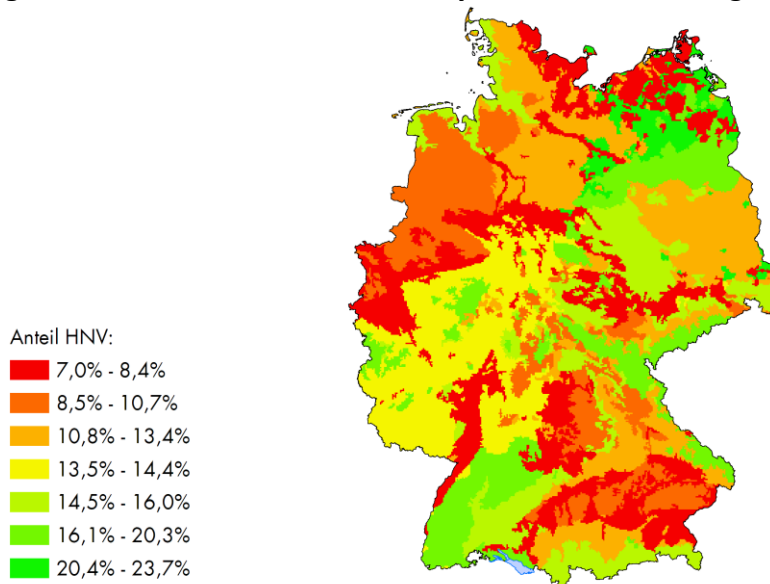 Anteil HNV:
7,0% - 8,4%
8,5% - 10,7%
10,8% - 13,4%
13,5% - 14,4%
14,5% - 16,0%
16,1% - 20,3%
20,4% - 23,7%